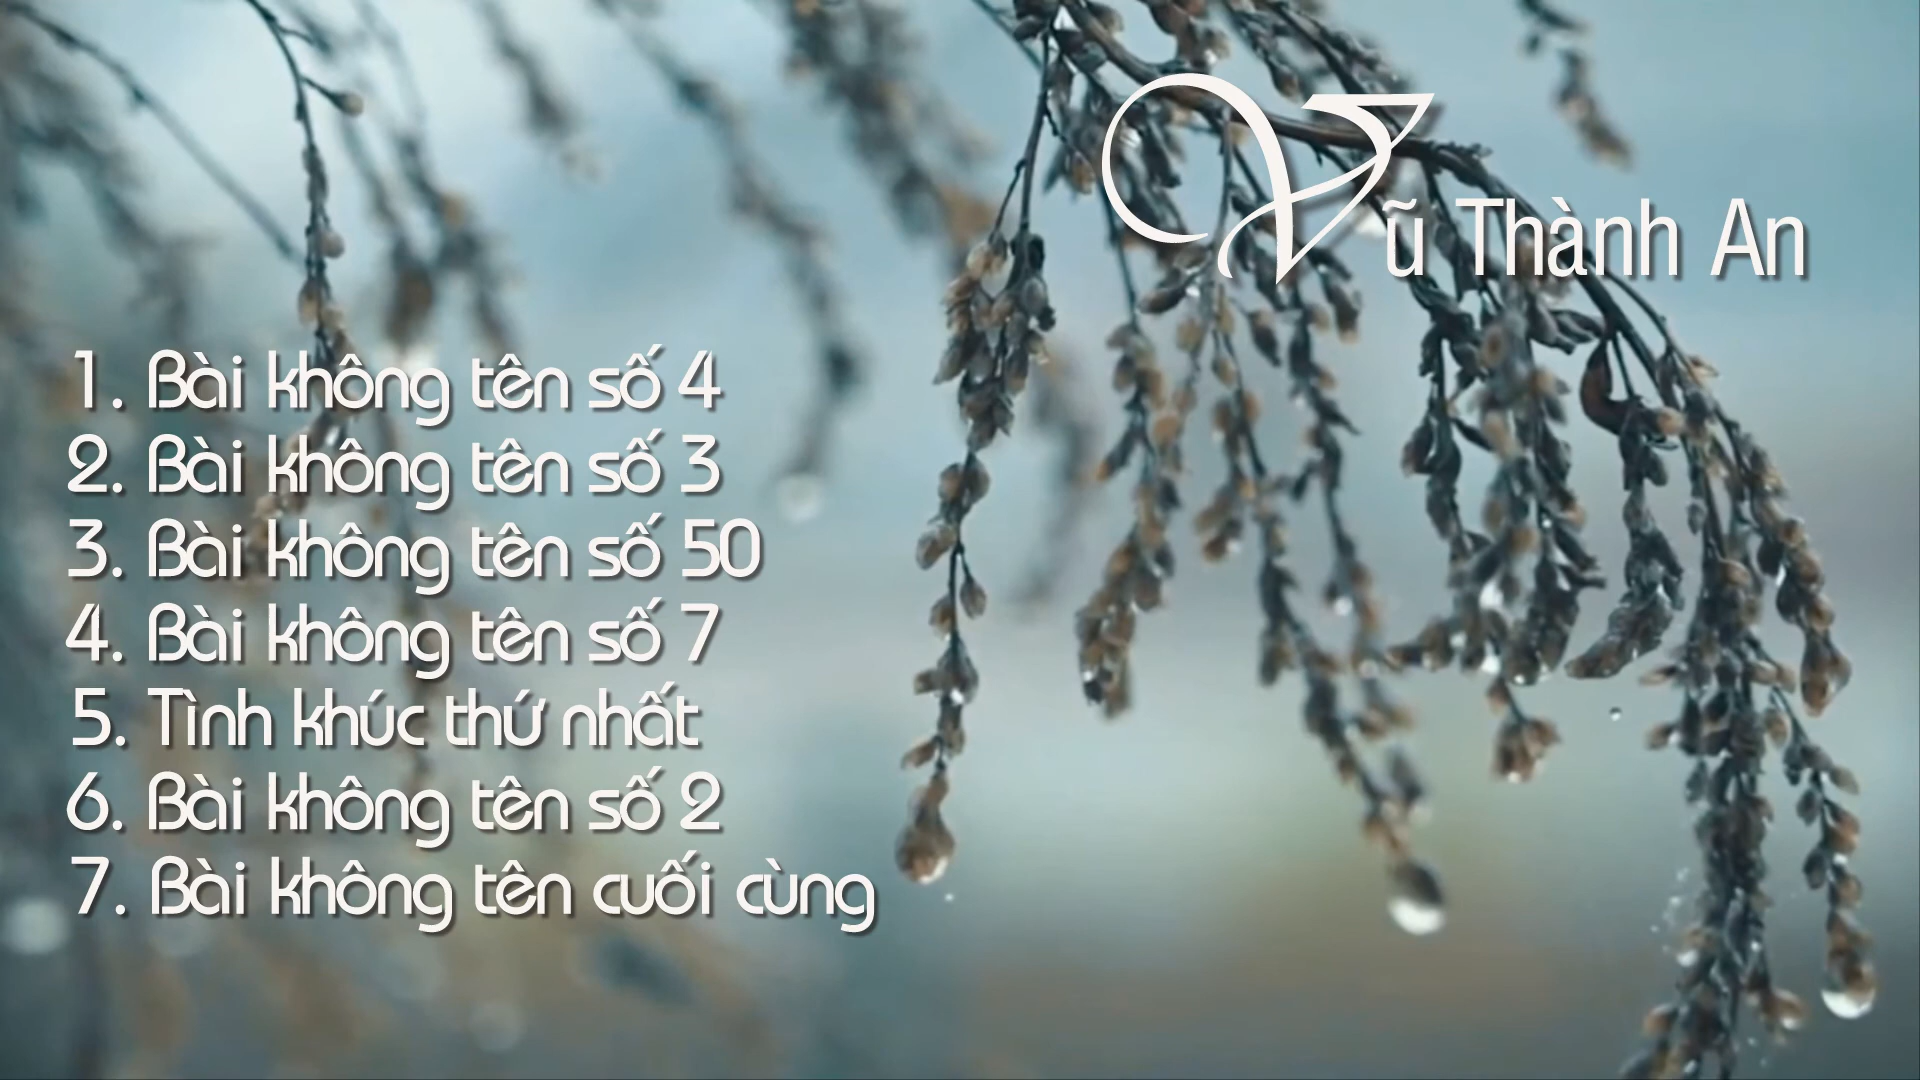 Vũ Thành An
1. Bài không tên số 4
2. Bài không tên số 3
3. Bài không tên số 50
4. Bài không tên số 7
5. Tình khúc thứ nhất
6. Bài không tên số 2
7. Bài không tên cuối cùng